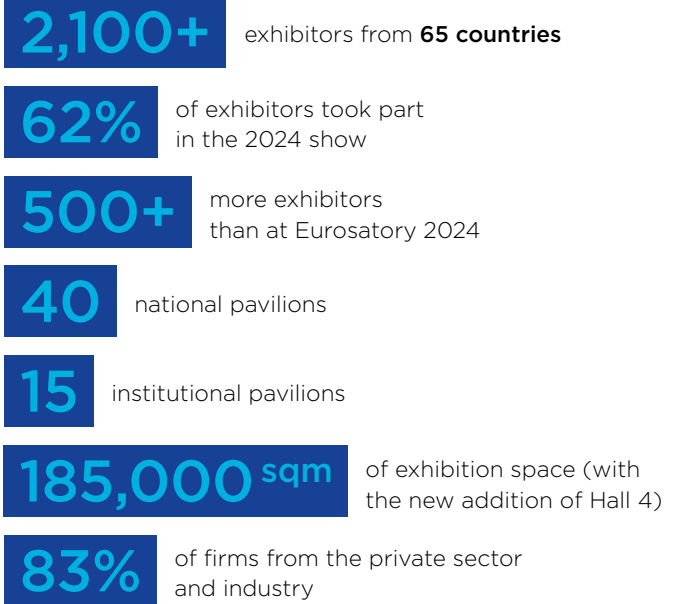 2,100+ exhibitors from 65 countries
62% of exhibitors took part
in the 2024 show
500+ more exhibitors
than at Eurosatory 2024
40 national pavilions
15 institutional pavilions
185,000 sqm of exhibition space (with
the new addition of Hall 4)
83% of firms from the private sector
and industry